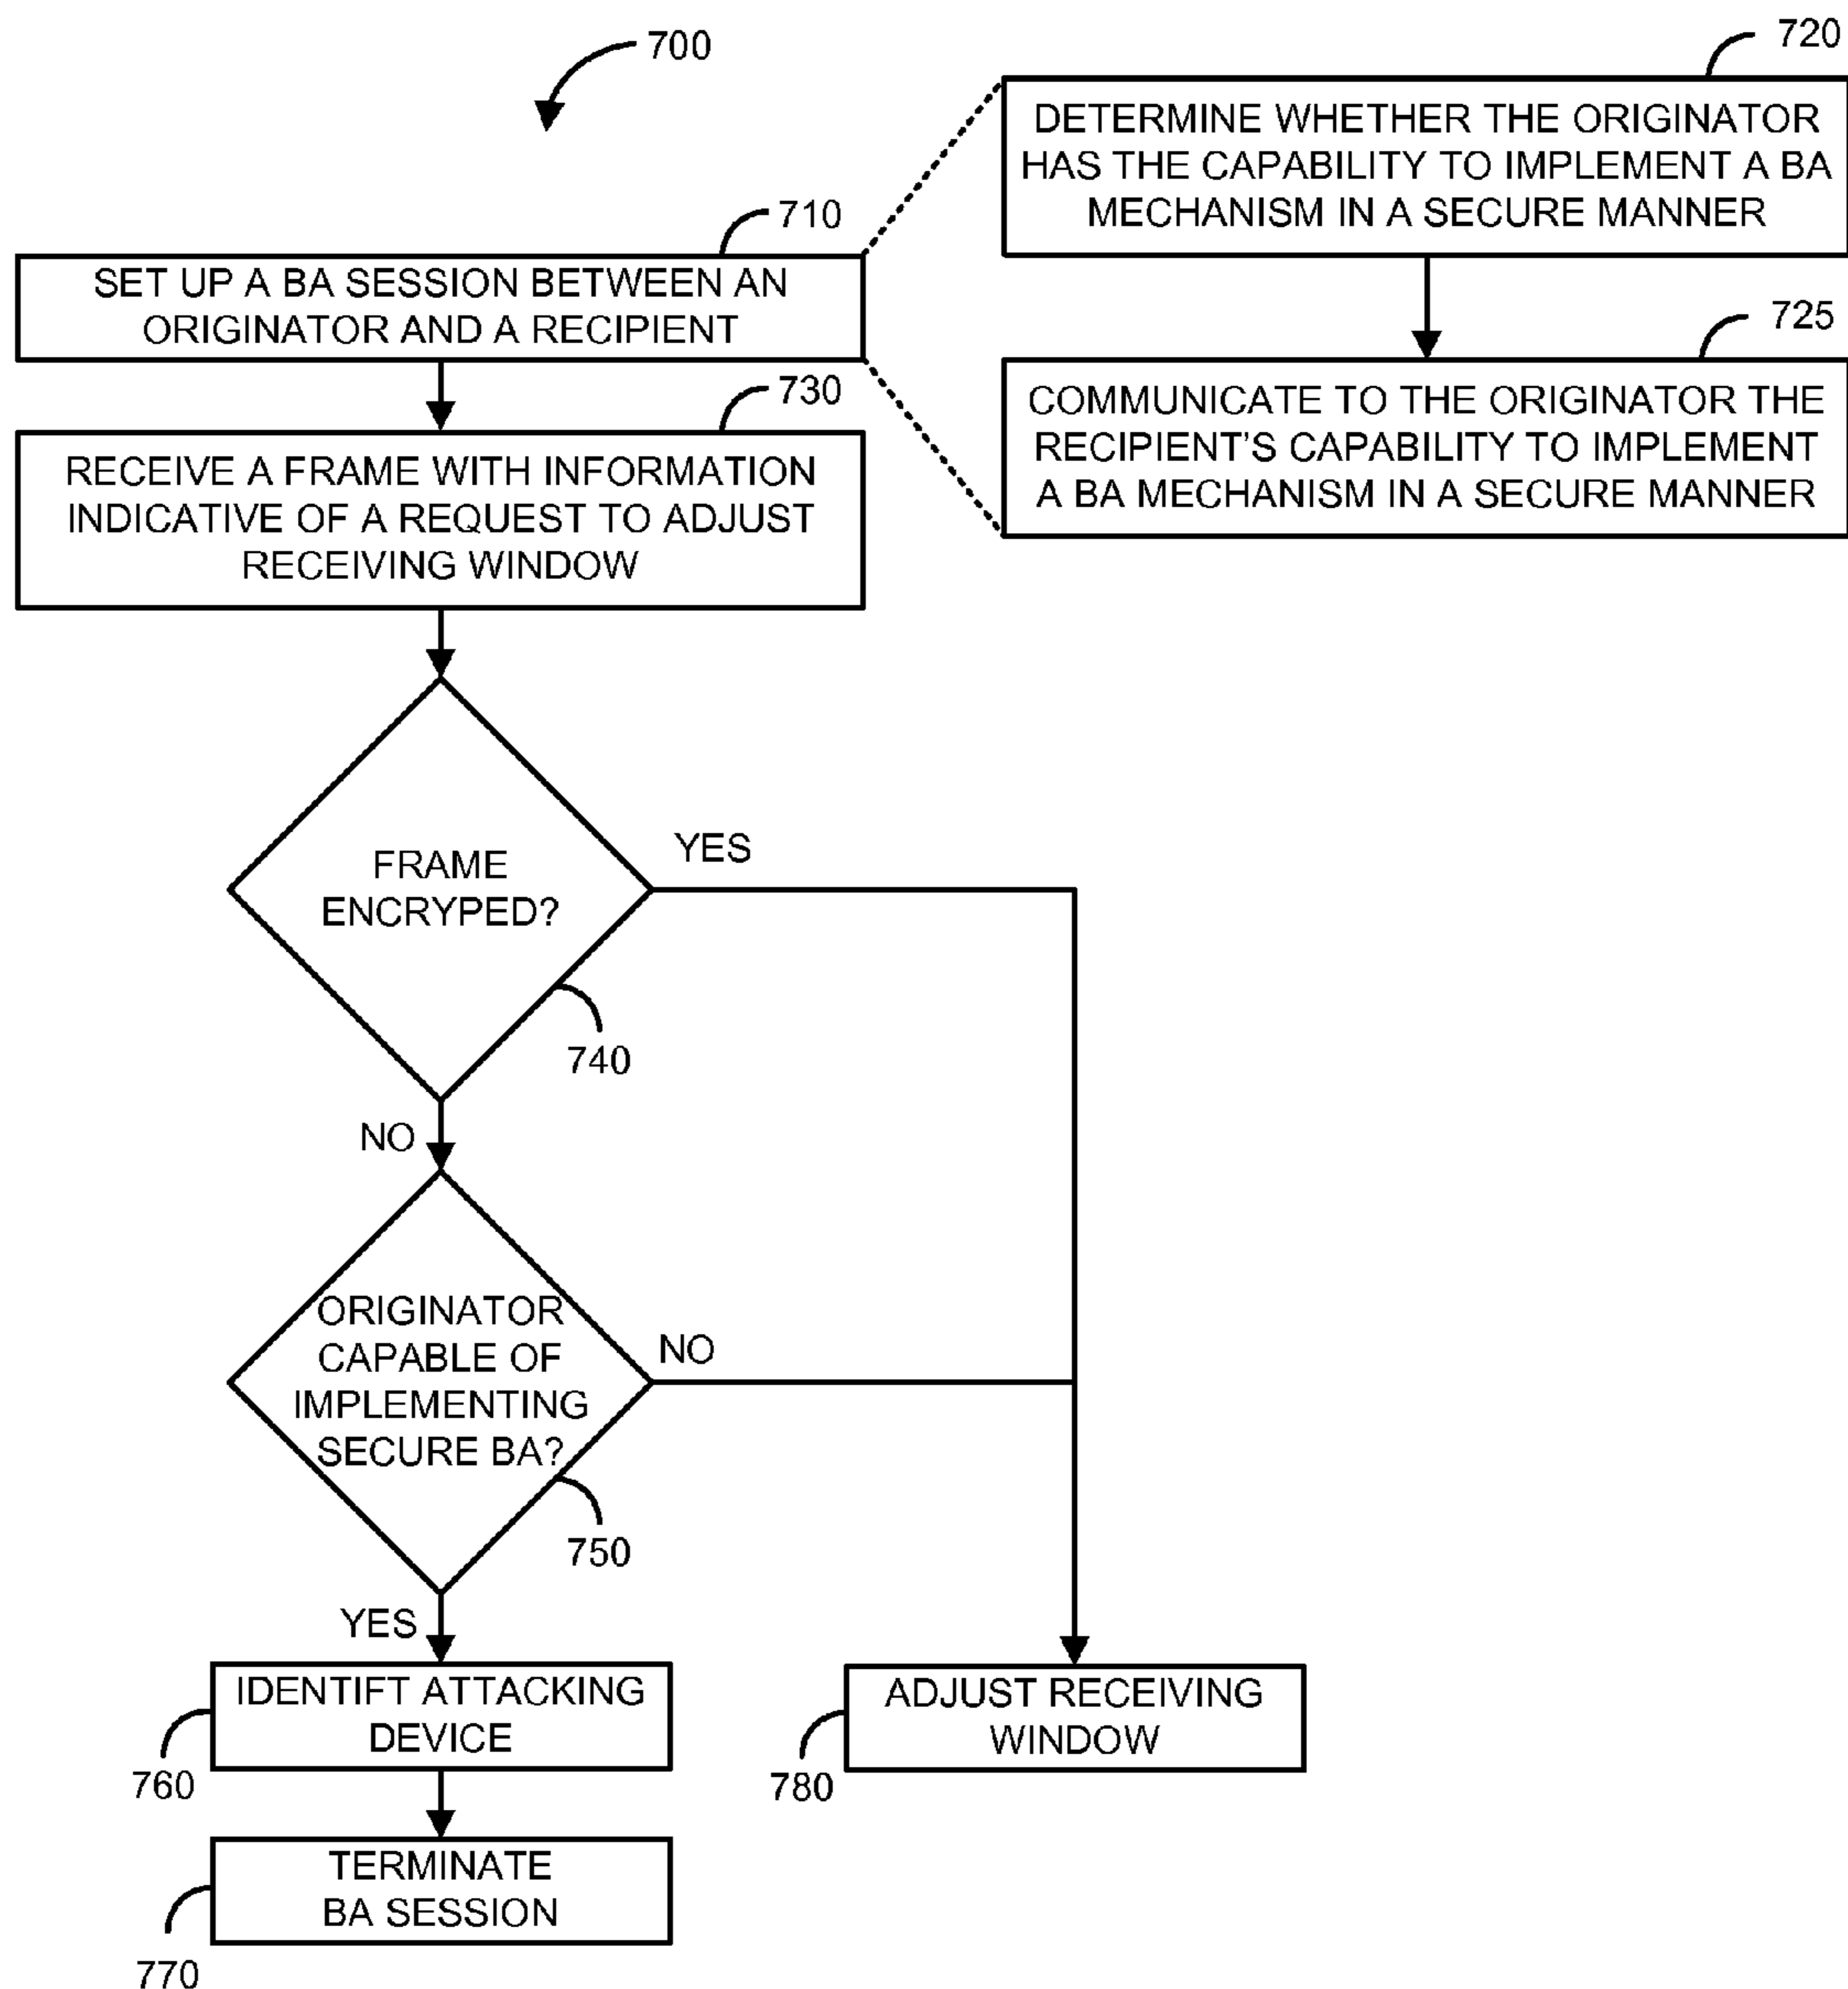 700
720
DETERMINE WHETHER THE ORIGINATOR
HAS THE CAPABILITY TO IMPLEMENT A BA
MECHANISM IN A SECURE MANNER
710
SET UP A BA SESSION BETWEEN AN
ORIGINATOR AND A RECIPIENT
725
COMMUNICATE TO THE ORIGINATOR THE
RECIPIENT'S CAPABILITY TO IMPLEMENT
A BA MECHANISM IN A SECURE MANNER
730
RECEIVE A FRAME WITH INFORMATION
INDICATIVE OF A REQUEST TO ADJUST
RECEIVING WINDOW
FRAME
ENCRYPED?
YES
740
NO
ORIGINATOR
CAPABLE OF
IMPLEMENTING
SECURE BA?
NO
750
YES
IDENTIFT ATTACKING
DEVICE
760
ADJUST RECEIVING
WINDOW
780
TERMINATE
BA SESSION
770